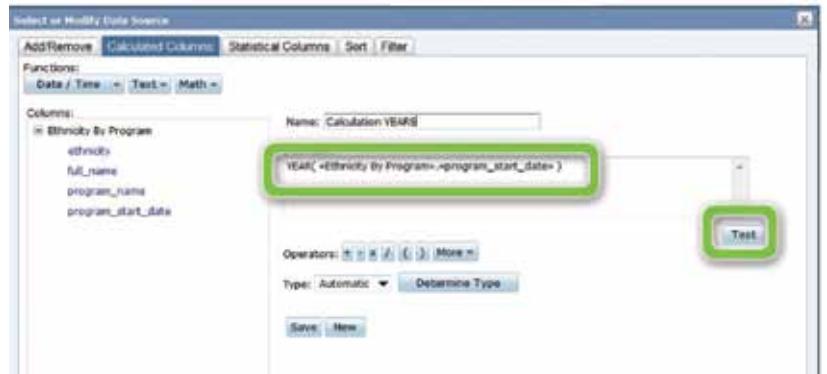 Select or Modify Data Source
Add/Remove Calculated Columns Statistical Columns Sort Filter
Functions:
Data / Time Text Math
Columns:
Ethnicity By Program
ethnicity
full_name
program_name
program_start_date
Name: Calculation YEARS
YEAR( «Ethnicity By Program».«program_start_date» )
Test
Operators: + - x / ( ) More
Type: Automatic Determine Type
Save New